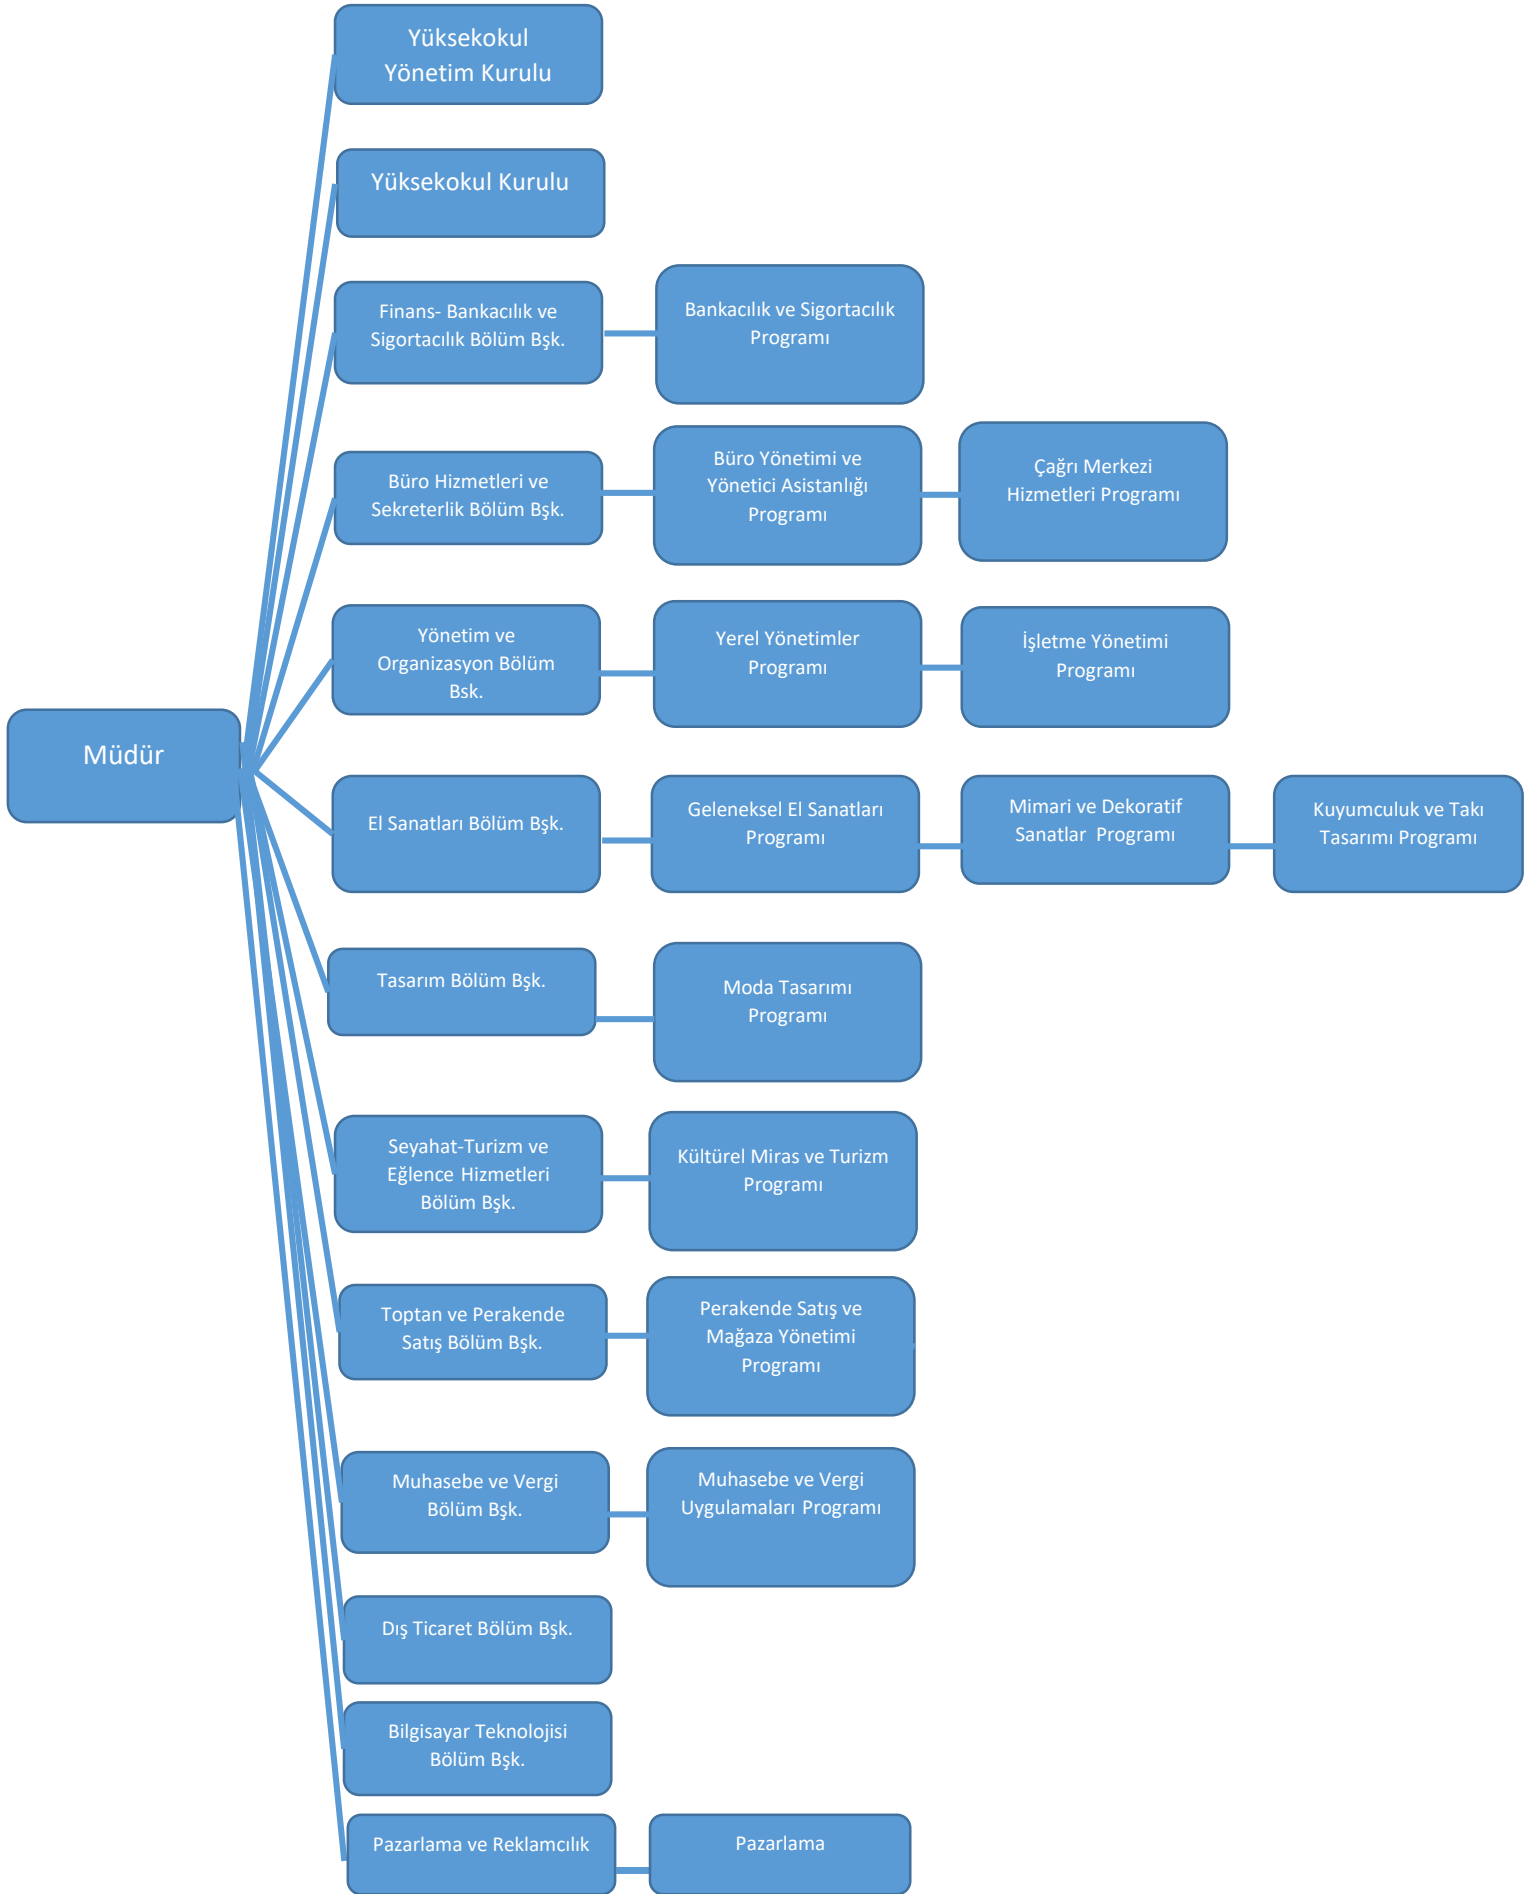 Yüksekokul
Yönetim Kurulu
Yüksekokul Kurulu
Finans- Bankacılık ve
Sigortacılık Bölüm Bşk.
Bankacılık ve Sigortacılık
Programı
Büro Hizmetleri ve
Sekreterlik Bölüm Bşk.
Büro Yönetimi ve
Yönetici Asistanlığı
Programı
Çağrı Merkezi
Hizmetleri Programı
Yönetim ve
Organizasyon Bölüm
Bsk.
Yerel Yönetimler
Programı
İşletme Yönetimi
Programı
Müdür
El Sanatları Bölüm Bşk.
Geleneksel El Sanatları
Programı
Mimari ve Dekoratif
Sanatlar Programı
Kuyumculuk ve Takı
Tasarımı Programı
Tasarım Bölüm Bşk.
Moda Tasarımı
Programı
Seyahat-Turizm ve
Eğlence Hizmetleri
Bölüm Bşk.
Kültürel Miras ve Turizm
Programı
Toptan ve Perakende
Satış Bölüm Bşk.
Perakende Satış ve
Mağaza Yönetimi
Programı
Muhasebe ve Vergi
Bölüm Bşk.
Muhasebe ve Vergi
Uygulamaları Programı
Dış Ticaret Bölüm Bşk.
Bilgisayar Teknolojisi
Bölüm Bşk.
Pazarlama ve Reklamcılık
Pazarlama